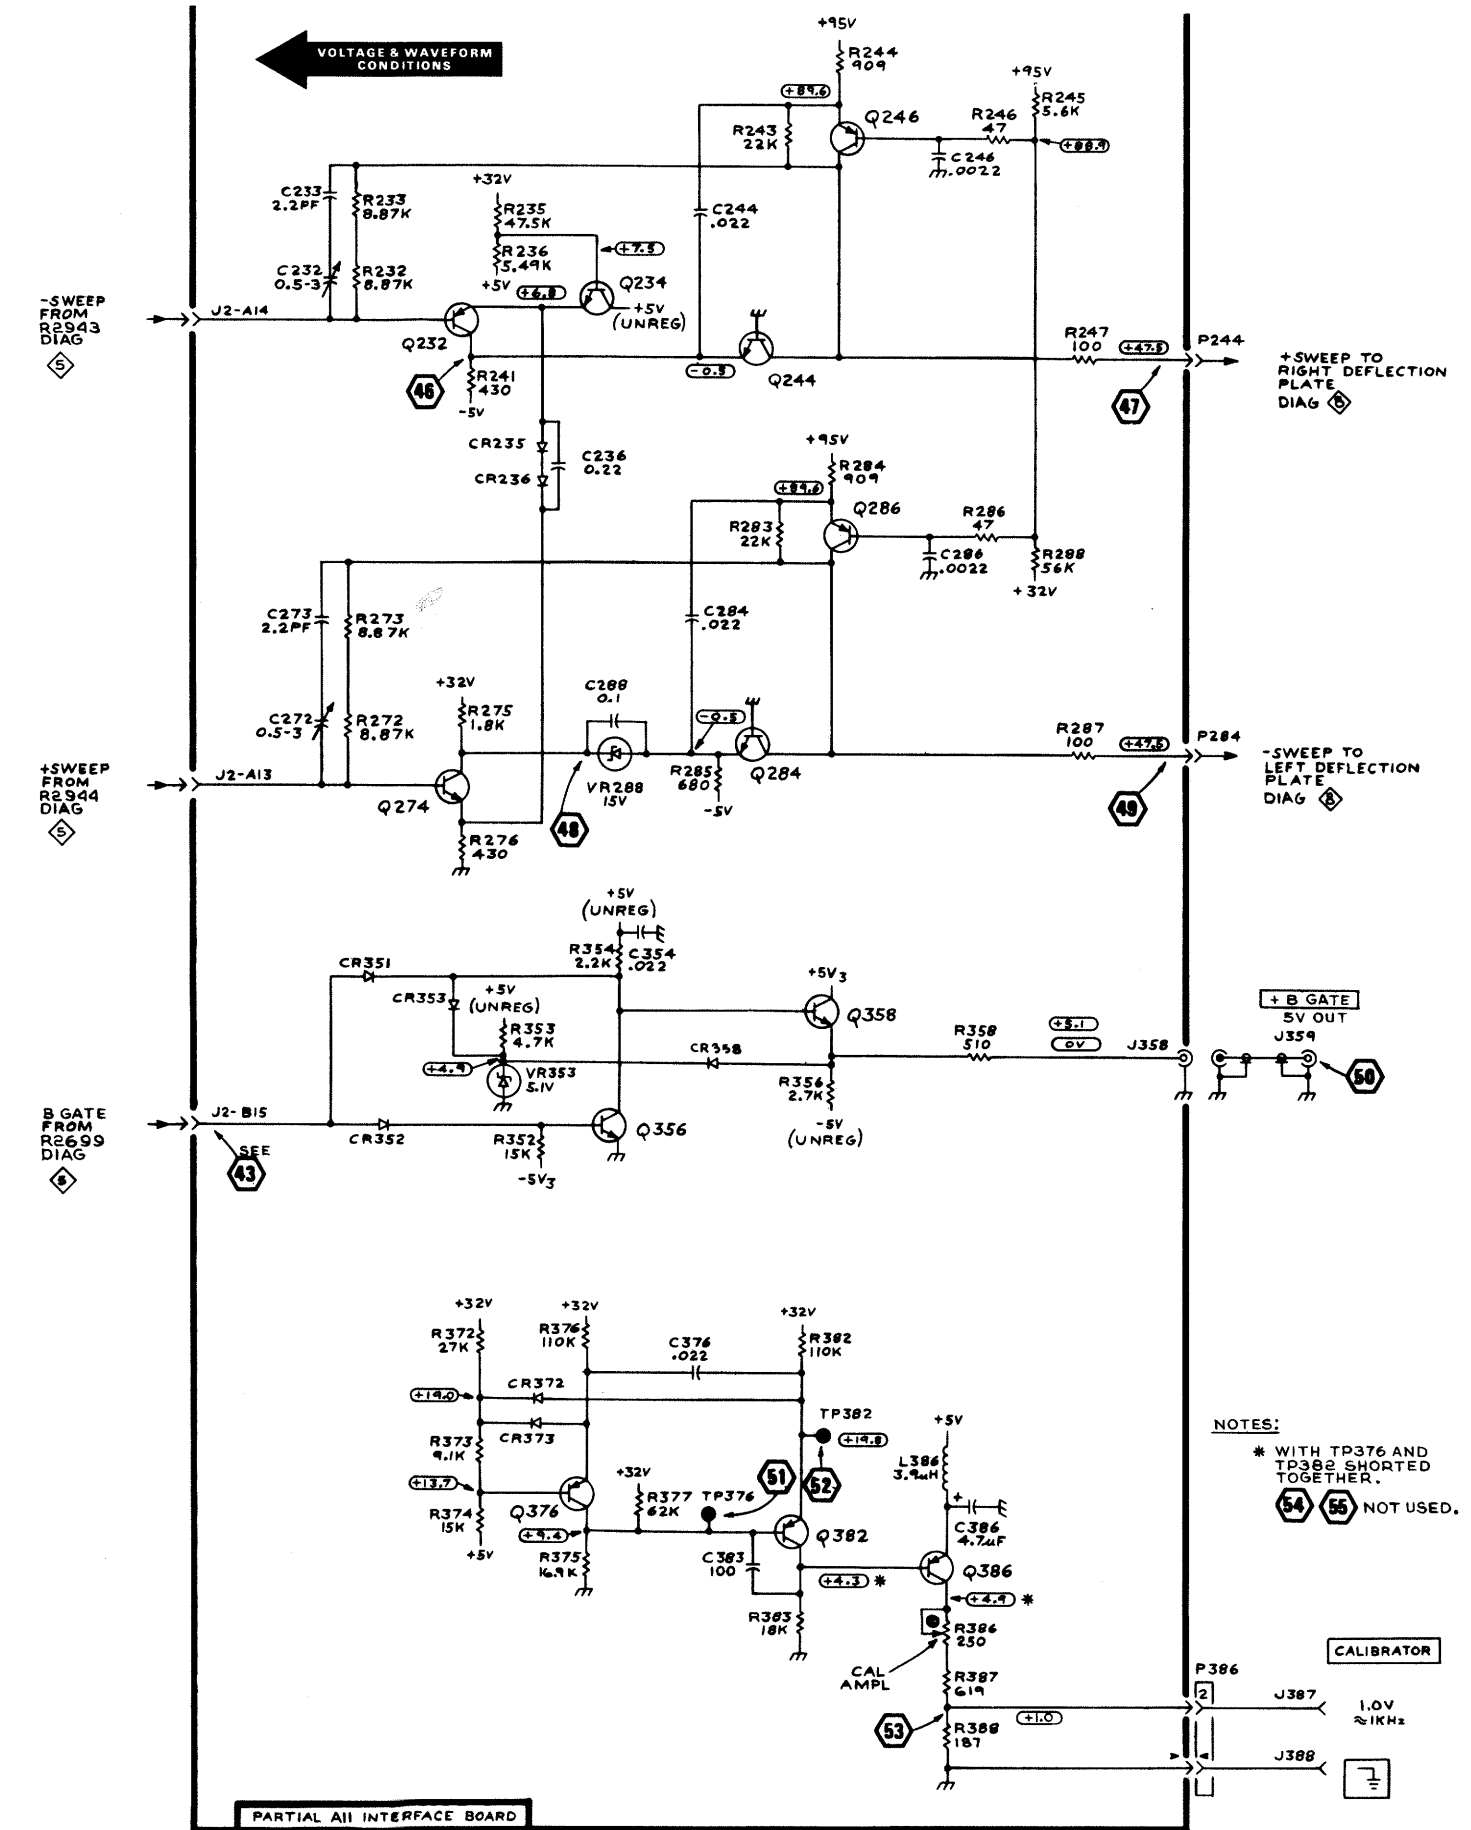 VOLTAGE & WAVEFORM
CONDITIONS
+95V
R244
909
+89.6
Q246
R243
22K
+95V
R245
5.6K
R246
47
+88.9
C246
.0022
C233
2.2PF
R233
8.87K
+32V
R235
47.5K
R236
5.49K
+5V
+7.5
C244
.022
C232
0.5-3
R232
8.87K
+6.8
Q234
+5V
(UNREG)
-SWEEP
FROM
R2943
DIAG
5
J2-A14
Q232
46
R241
430
-5V
-0.5
Q244
R247
100
+47.5
P244
47
+SWEEP TO
RIGHT DEFLECTION
PLATE
DIAG 8
CR235
CR236
C236
0.22
+95V
R284
909
+89.6
Q286
R283
22K
R286
47
C286
.0022
R288
56K
+32V
C273
2.2PF
R273
8.87K
C284
.022
+32V
R275
1.8K
C288
0.1
C272
0.5-3
R272
8.87K
-0.5
R287
100
+47.5
P284
+SWEEP
FROM
R2944
DIAG
5
J2-A13
Q274
VR288
15V
R285
680
-5V
Q284
48
49
-SWEEP TO
LEFT DEFLECTION
PLATE
DIAG 8
R276
430
+5V
(UNREG)
R354
2.2K
C354
.022
CR351
CR353
+5V
(UNREG)
R353
4.7K
+4.9
VR353
5.1V
+5V3
Q358
CR358
R356
2.7K
-5V
(UNREG)
R358
510
+5.1
0V
J358
+ B GATE
5V OUT
J359
50
B GATE
FROM
R2699
DIAG
5
J2-B15
SEE
43
CR352
R352
15K
-5V3
Q356
+32V
R372
27K
+32V
R376
110K
C376
.022
+32V
R382
110K
+19.0
CR372
CR373
TP382
+19.8
52
R373
9.1K
+13.7
R374
15K
+5V
Q376
+9.4
R375
16.9K
+32V
R377
62K
TP376
51
C383
100
Q382
+4.3 *
R383
18K
+5V
L386
3.9µH
+
C386
4.7µF
Q386
+4.9 *
R386
250
CAL
AMPL
R387
619
53
+1.0
R388
187
P386
2
J387
J388
CALIBRATOR
1.0V
≈1KHz
NOTES:
* WITH TP376 AND
TP382 SHORTED
TOGETHER.
54 55 NOT USED.
PARTIAL A11 INTERFACE BOARD